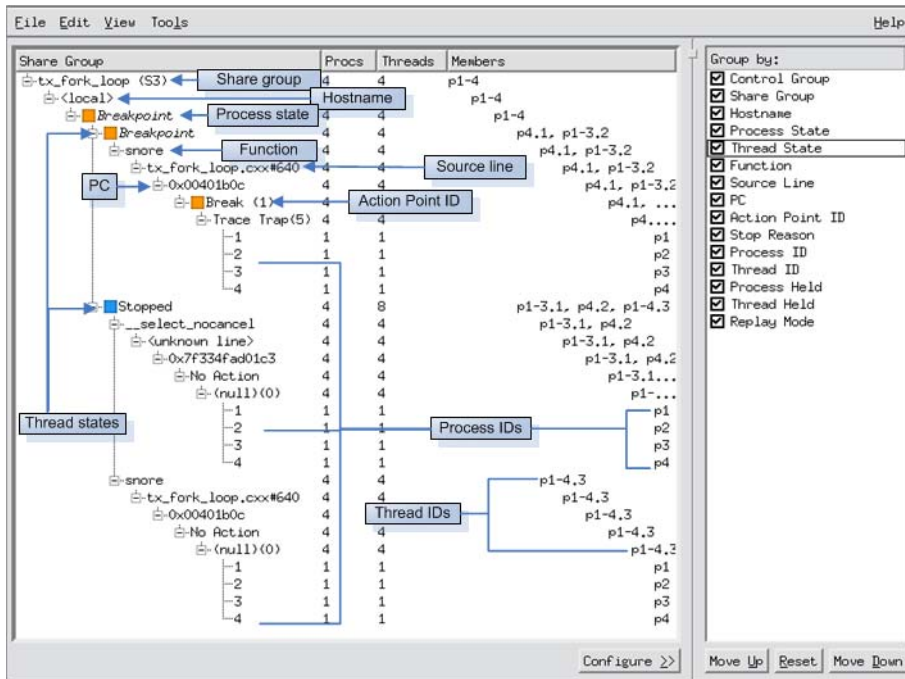 File Edit View Tools Help
Share Group Procs Threads Members
tx_fork_loop (S3) Share group 4 4 p1-4
<local> Hostname 4 4 p1-4
Breakpoint Process state 4 4 p1-4
Breakpoint 4 4 p4.1, p1-3.2
snore Function 4 4 p4.1, p1-3.2
tx_fork_loop.cxx#640 Source line 4 4 p4.1, p1-3.2
PC 0x00401b0c 4 4 p4.1, p1-3.2
Break (1) Action Point ID 4 4 p4.1, ...
Trace Trap(5) 4 4 p4....
1 1 1 p1
2 1 1 p2
3 1 1 p3
4 1 1 p4
Stopped 4 8 p1-3.1, p4.2, p1-4.3
__select_nocancel 4 4 p1-3.1, p4.2
<unknown line> 4 4 p1-3.1, p4.2
0x7f334fad01c3 4 4 p1-3.1, p4.2
No Action 4 4 p1-3.1...
(null)(0) 4 4 p1-...
1 1 1 p1
Thread states 2 1 1 Process IDs p2
3 1 1 p3
4 1 1 p4
snore 4 4 p1-4.3
tx_fork_loop.cxx#640 4 4 p1-4.3
0x00401b0c 4 4 Thread IDs p1-4.3
No Action 4 4 p1-4.3
(null)(0) 4 4 p1-4.3
1 1 1 p1
2 1 1 p2
3 1 1 p3
4 1 1 p4
Configure >>
Group by:
Control Group
Share Group
Hostname
Process State
Thread State
Function
Source Line
PC
Action Point ID
Stop Reason
Process ID
Thread ID
Process Held
Thread Held
Replay Mode
Move Up Reset Move Down